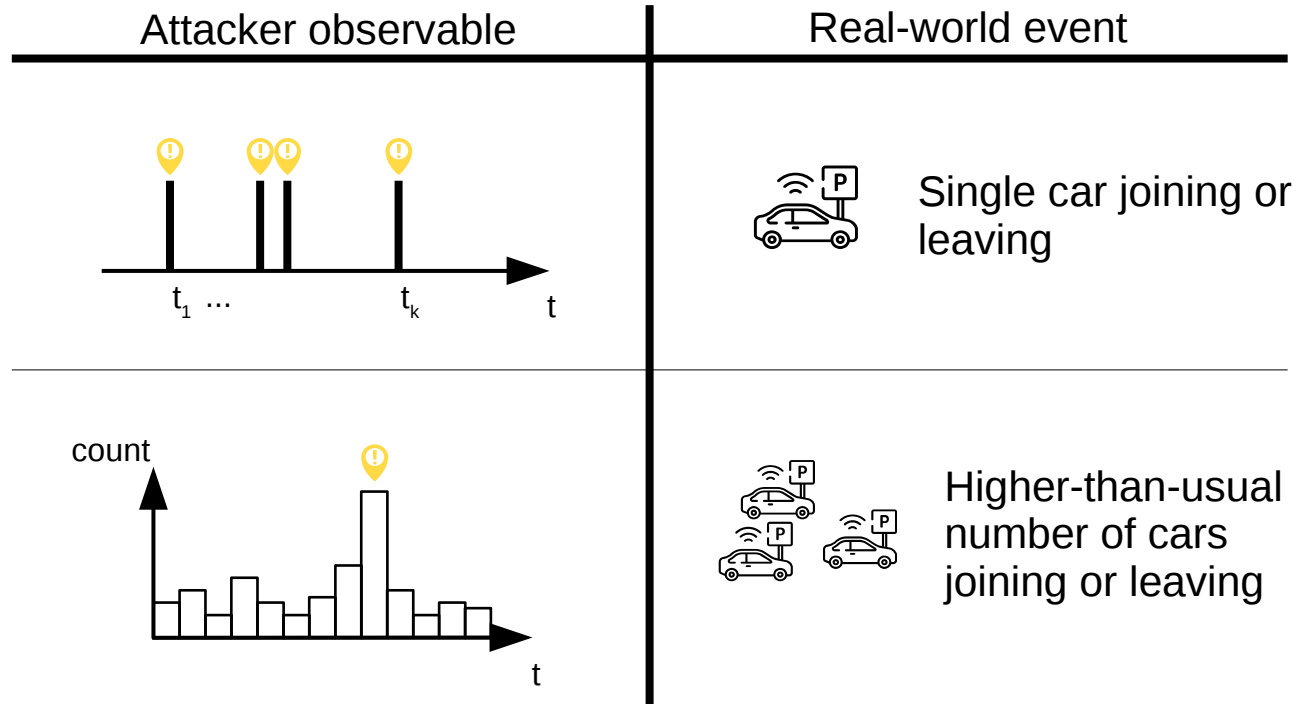 Attacker observable
Real-world event
! ! ! !
t1 ... tk t
P
Single car joining or
leaving
count
!
t
P
P
P
Higher-than-usual
number of cars
joining or leaving